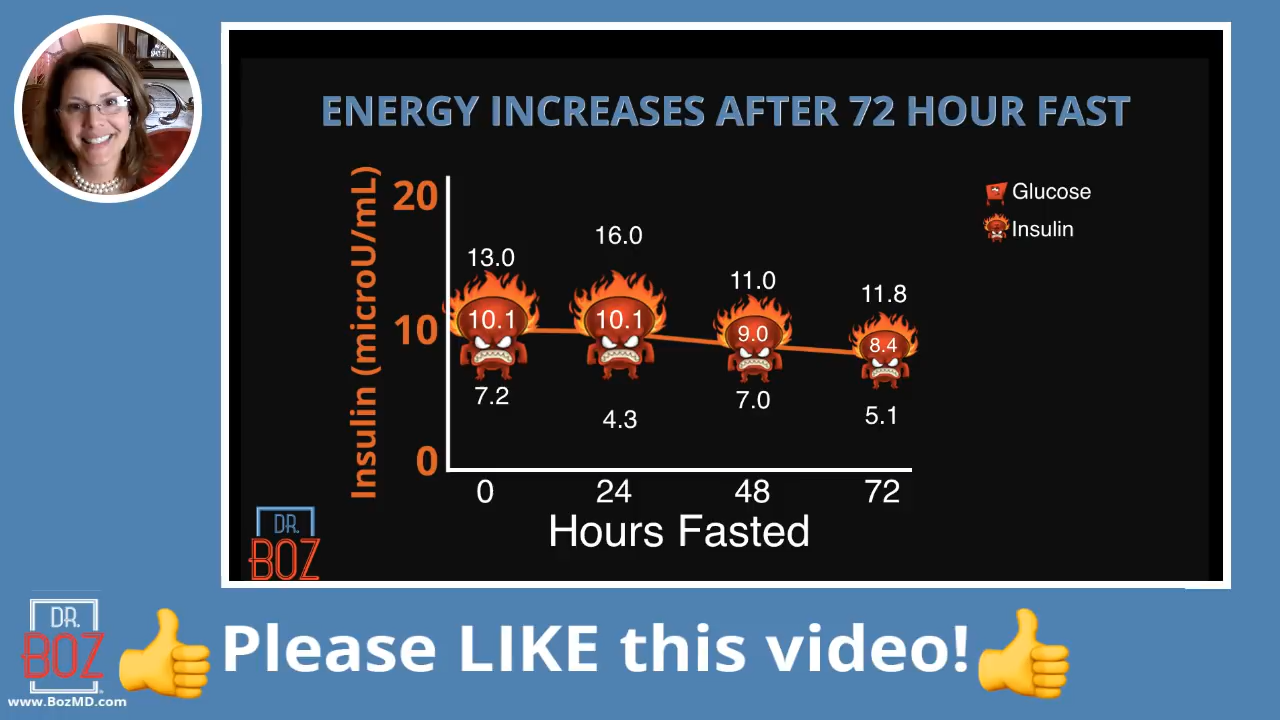 ENERGY INCREASES AFTER 72 HOUR FAST
Insulin (microU/mL)
20
10
0
13.0
16.0
11.0
11.8
10.1
10.1
9.0
8.4
7.2
4.3
7.0
5.1
0
24
48
72
Hours Fasted
Glucose
Insulin
DR.
BOZ
DR.
BOZ
www.BozMD.com
Please LIKE this video!